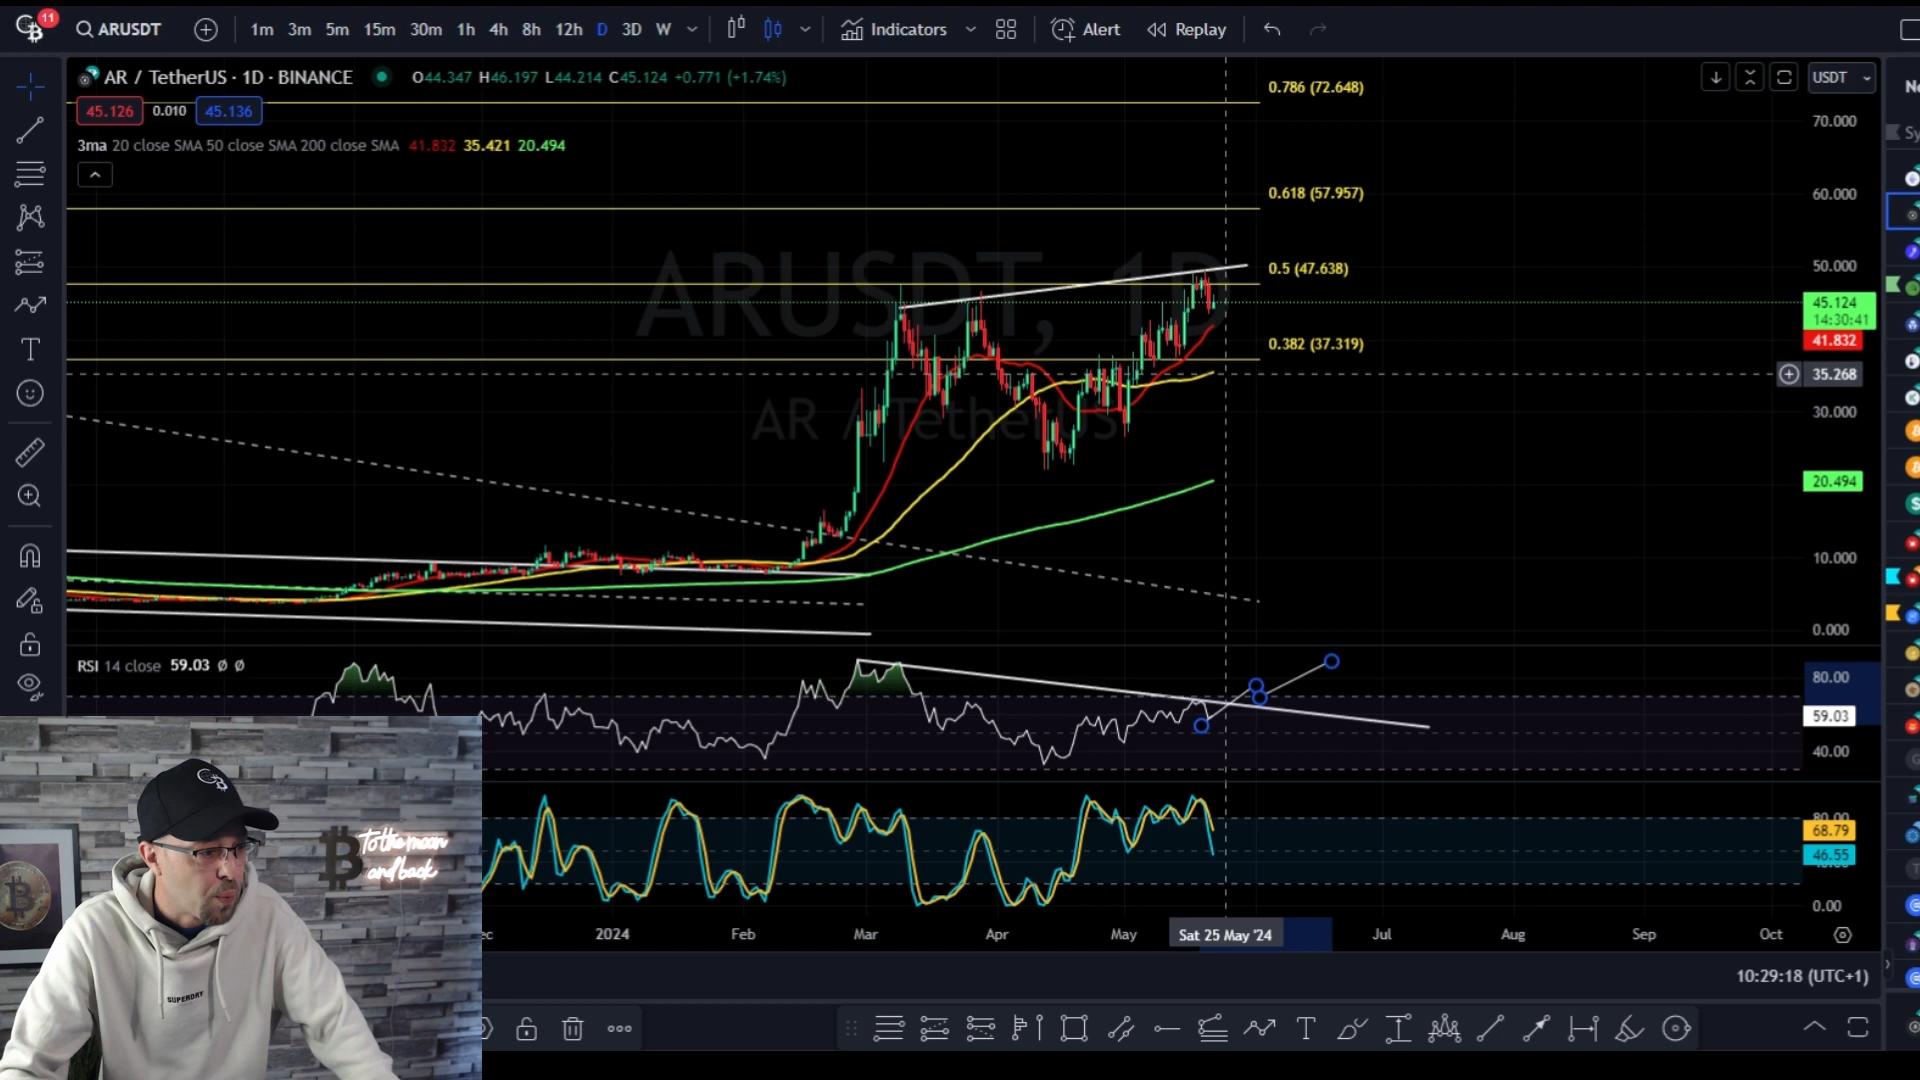 11
ARUSDT
1m 3m 5m 15m 30m 1h 4h 8h 12h D 3D W
Indicators
Alert
Replay
AR / TetherUS · 1D · BINANCE
O44.347 H46.197 L44.214 C45.124 +0.771 (+1.74%)
USDT
45.126 0.010 45.136
3ma 20 close SMA 50 close SMA 200 close SMA 41.832 35.421 20.494
0.786 (72.648)
0.618 (57.957)
0.5 (47.638)
0.382 (37.319)
ARUSDT, 1D
AR / TetherUS
70.000
60.000
50.000
45.124
14:30:41
41.832
35.268
30.000
20.494
10.000
0.000
RSI 14 close 59.03 ø ø
80.00
59.03
40.00
80.00
68.79
46.55
0.00
2024 Feb Mar Apr May Sat 25 May '24 Jul Aug Sep Oct
10:29:18 (UTC+1)
To the moon
and back
SUPERDRY